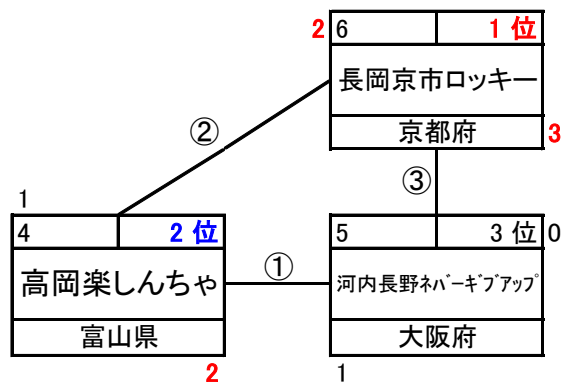 2 6 1 位
長岡京市ロッキー
京都府 3
②
③
1
4 2 位
5 3 位 0
高岡楽しんちゃ
①
河内長野ﾈﾊﾞｰｷﾞﾌﾞｱｯﾌﾟ
富山県
大阪府
2
1